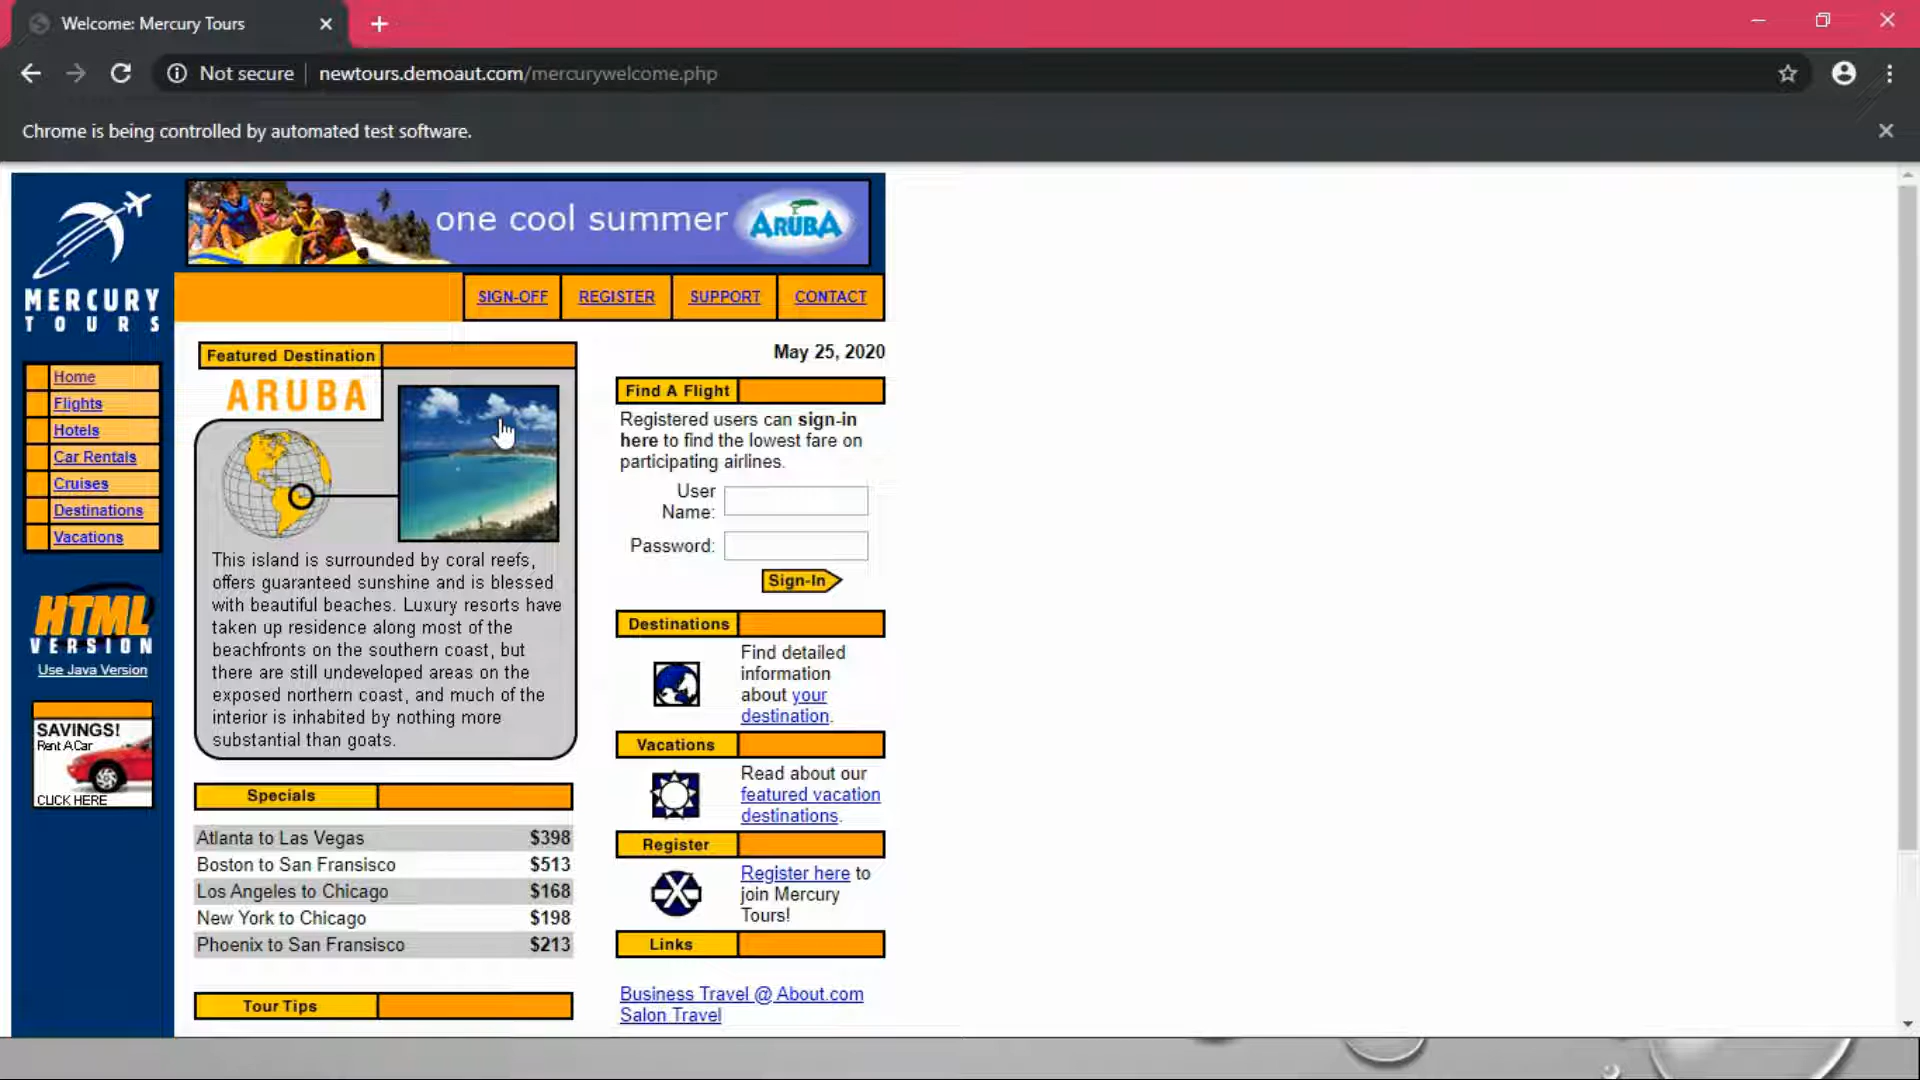 Welcome: Mercury Tours
Not secure
newtours.demoaut.com/mercurywelcome.php
Chrome is being controlled by automated test software.
one cool summer
ARUBA
MERCURY
TOURS
SIGN-OFF
REGISTER
SUPPORT
CONTACT
Home
Flights
Hotels
Car Rentals
Cruises
Destinations
Vacations
HTML
VERSION
Use Java Version
SAVINGS!
Rent A Car
CLICK HERE
Featured Destination
ARUBA
This island is surrounded by coral reefs,
offers guaranteed sunshine and is blessed
with beautiful beaches. Luxury resorts have
taken up residence along most of the
beachfronts on the southern coast, but
there are still undeveloped areas on the
exposed northern coast, and much of the
interior is inhabited by nothing more
substantial than goats.
Specials
Atlanta to Las Vegas $398
Boston to San Fransisco $513
Los Angeles to Chicago $168
New York to Chicago $198
Phoenix to San Fransisco $213
Tour Tips
May 25, 2020
Find A Flight
Registered users can sign-in
here to find the lowest fare on
participating airlines.
User
Name:
Password:
Sign-In
Destinations
Find detailed
information
about your
destination.
Vacations
Read about our
featured vacation
destinations.
Register
Register here to
join Mercury
Tours!
Links
Business Travel @ About.com
Salon Travel